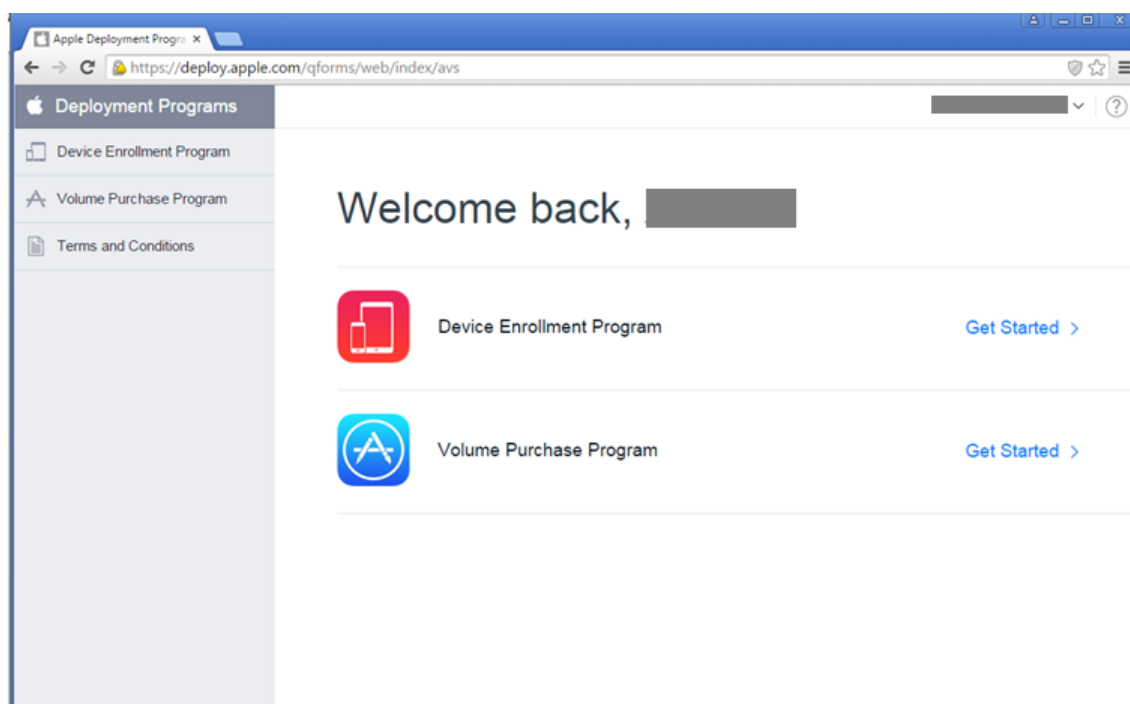 Apple Deployment Progra
https://deploy.apple.com/qforms/web/index/avs
Deployment Programs
Device Enrollment Program
Volume Purchase Program
Terms and Conditions
Welcome back,
Device Enrollment Program Get Started >
Volume Purchase Program Get Started >